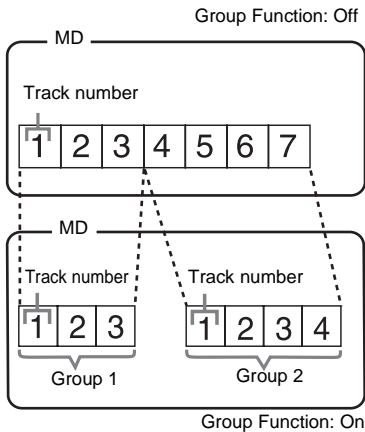 Group Function: Off
MD
Track number
1 2 3 4 5 6 7
MD
Track number Track number
1 2 3 1 2 3 4
Group 1 Group 2
Group Function: On